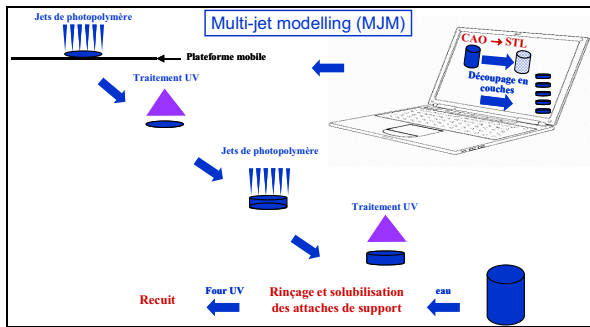 Jets de photopolymère
Multi-jet modelling (MJM)
CAO → STL
Plateforme mobile
Découpage en
couches
Traitement UV
Jets de photopolymère
Traitement UV
Recuit
Four UV
Rinçage et solubilisation
des attaches de support
eau